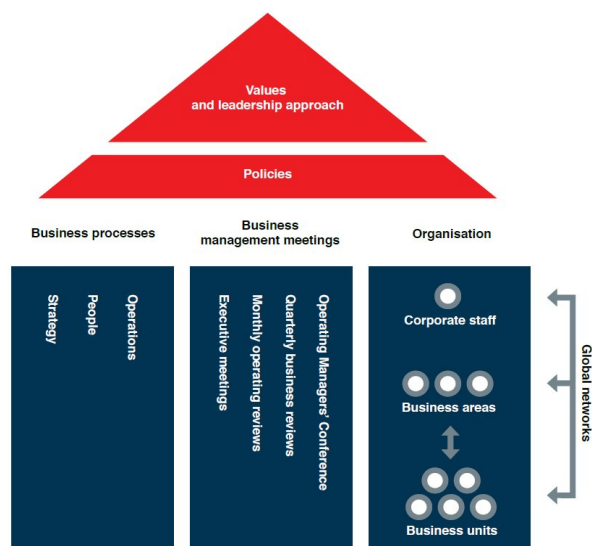 Values
and leadership approach
Policies
Business processes
Business
management meetings
Organisation
Strategy
People
Operations
Executive meetings
Monthly operating reviews
Quarterly business reviews
Operating Managers' Conference
Corporate staff
Business areas
Business units
Global networks